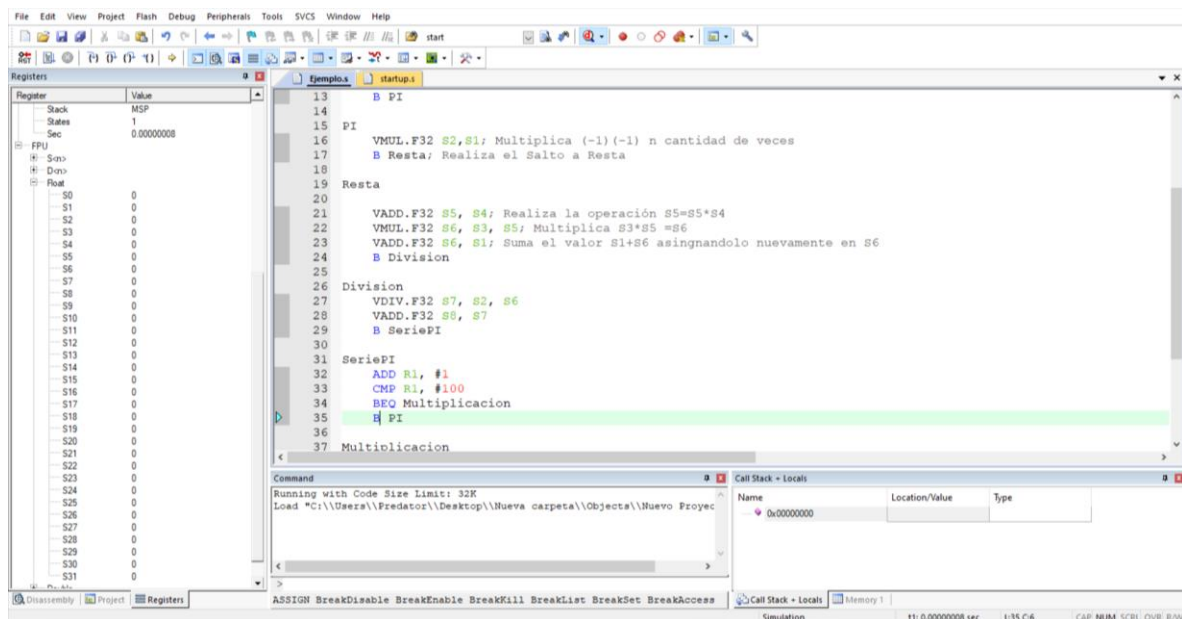 File Edit View Project Flash Debug Peripherals Tools SVCS Window Help
start
RST
Registers
Register Value
Stack MSP
States 1
Sec 0.00000008
FPU
S<n>
D<n>
Float
S0 0
S1 0
S2 0
S3 0
S4 0
S5 0
S6 0
S7 0
S8 0
S9 0
S10 0
S11 0
S12 0
S13 0
S14 0
S15 0
S16 0
S17 0
S18 0
S19 0
S20 0
S21 0
S22 0
S23 0
S24 0
S25 0
S26 0
S27 0
S28 0
S29 0
S30 0
S31 0
Disassembly Project Registers
Ejemplo.s startup.s
13 B PI
14
15 PI
16 VMUL.F32 S2,S1; Multiplica (-1)(-1) n cantidad de veces
17 B Resta; Realiza el Salto a Resta
18
19 Resta
20
21 VADD.F32 S5, S4; Realiza la operación S5=S5*S4
22 VMUL.F32 S6, S3, S5; Multiplica S3*S5 =S6
23 VADD.F32 S6, S1; Suma el valor S1+S6 asingnandolo nuevamente en S6
24 B Division
25
26 Division
27 VDIV.F32 S7, S2, S6
28 VADD.F32 S8, S7
29 B SeriePI
30
31 SeriePI
32 ADD R1, #1
33 CMP R1, #100
34 BEQ Multiplicacion
35 B PI
36
37 Multiplicacion
Command
Running with Code Size Limit: 32K
Load "C:\\Users\\Predator\\Desktop\\Nueva carpeta\\Objects\\Nuevo Proyec
>
ASSIGN BreakDisable BreakEnable BreakKill BreakList BreakSet BreakAccess
Call Stack + Locals
Name Location/Value Type
0x00000000
Call Stack + Locals Memory 1
Simulation t1: 0.00000008 sec L:35 C:6 CAP NUM SCRL OVR R/W